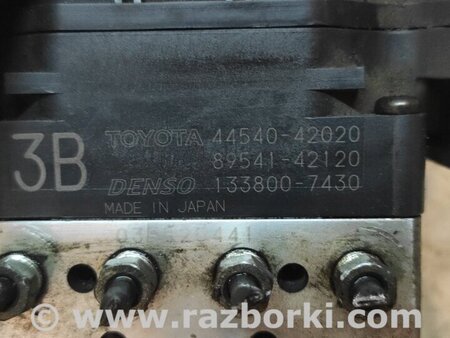 3B
TOYOTA 44540-42020
89541-42120
DENSO 133800-7430
MADE IN JAPAN
www.razborki.com